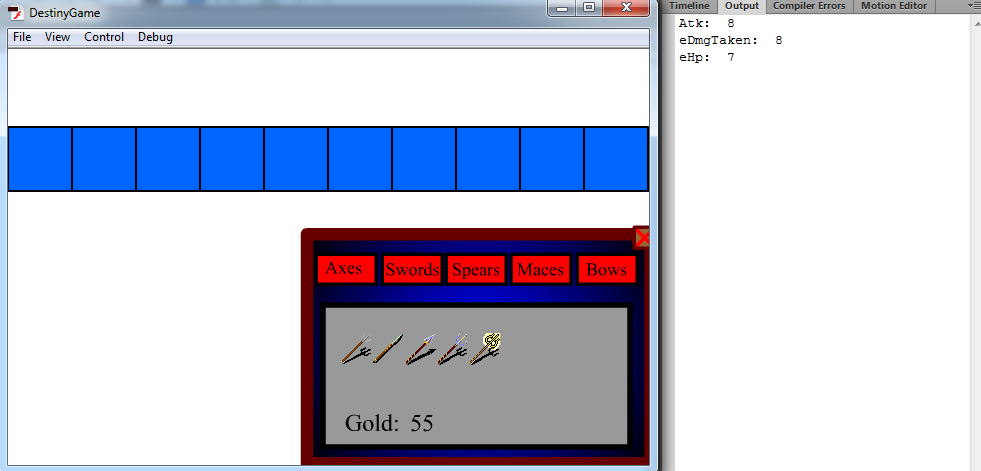 DestinyGame
File View Control Debug
Axes Swords Spears Maces Bows
Gold: 55
Timeline Output Compiler Errors Motion Editor
Atk: 8
eDmgTaken: 8
eHp: 7